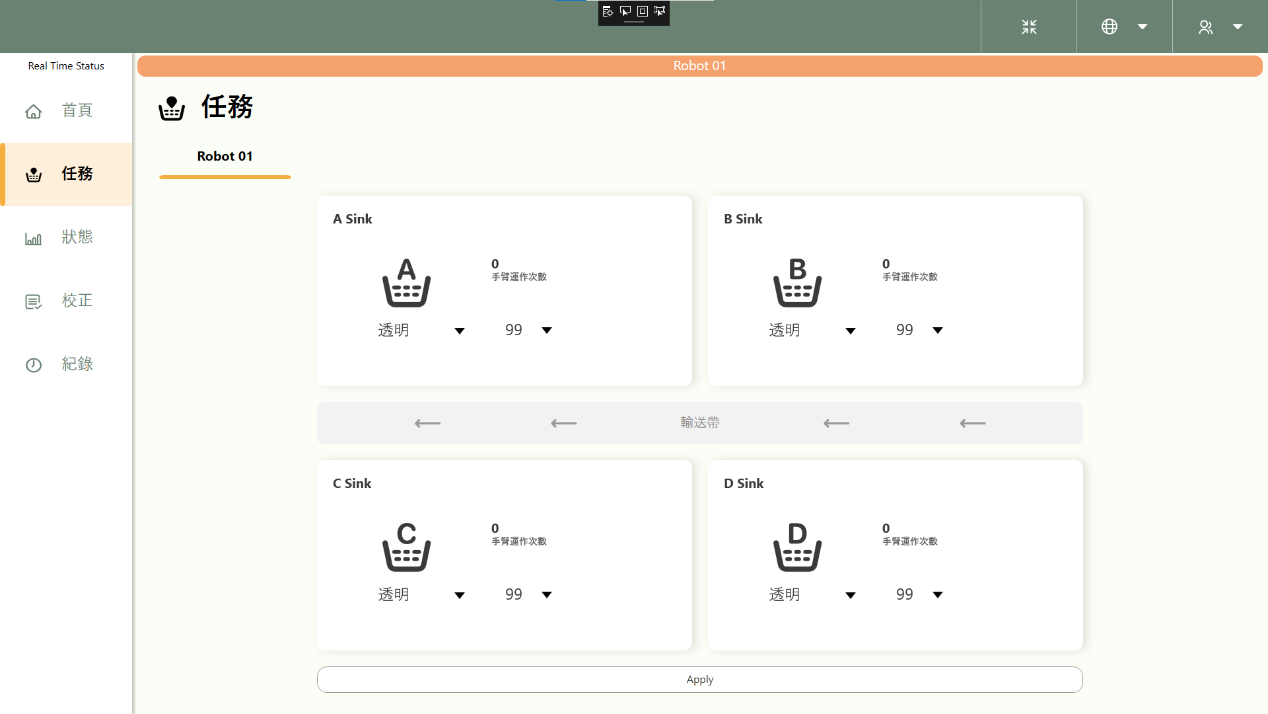 Real Time Status
首頁
任務
狀態
校正
紀錄
Robot 01
任務
Robot 01
A Sink
A
0
手臂運作次數
透明
99
B Sink
B
0
手臂運作次數
透明
99
輸送帶
C Sink
C
0
手臂運作次數
透明
99
D Sink
D
0
手臂運作次數
透明
99
Apply